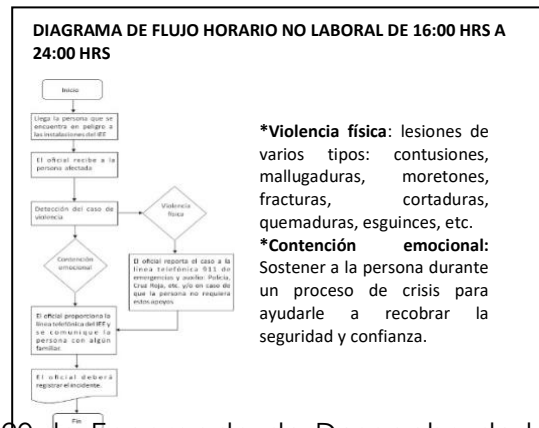 DIAGRAMA DE FLUJO HORARIO NO LABORAL DE 16:00 HRS A
24:00 HRS
Inicio
Llega la persona que se
encuentra en peligro a
las instalaciones del IEE
El oficial recibe a la
persona afectada
Detección del caso de
violencia
Violencia
física
Contención
emocional
El oficial reporta el caso a la
línea telefónica 911 de
emergencias y auxilio: Policía,
Cruz Roja, etc. y/o en caso de
que la persona no requiera
estos apoyos
El oficial proporciona la
línea telefónica del IEE y
se comunique la
persona con algún
familiar.
El oficial deberá
registrar el incidente.
Fin
*Violencia física: lesiones de
varios tipos: contusiones,
mallugaduras, moretones,
fracturas, cortaduras,
quemaduras, esguinces, etc.
*Contención emocional:
Sostener a la persona durante
un proceso de crisis para
ayudarle a recobrar la
seguridad y confianza.